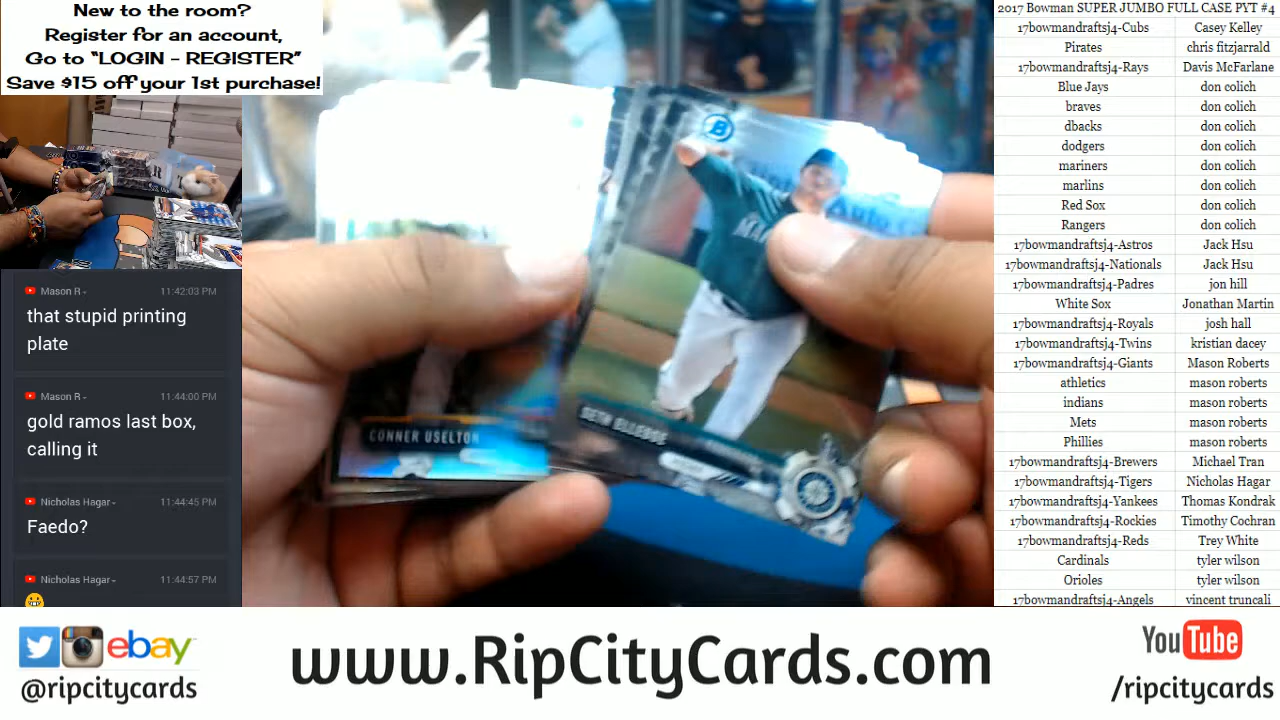 New to the room?
Register for an account,
Go to “LOGIN - REGISTER”
Save $15 off your 1st purchase!
Mason R 11:42:03 PM
that stupid printing
plate
Mason R 11:44:00 PM
gold ramos last box,
calling it
Nicholas Hagar 11:44:45 PM
Faedo?
Nicholas Hagar 11:44:57 PM
B
CONNER USELTON
2017 Bowman SUPER JUMBO FULL CASE PYT #4
17bowmandraftsj4-Cubs Casey Kelley
Pirates chris fitzjarrald
17bowmandraftsj4-Rays Davis McFarlane
Blue Jays don colich
braves don colich
dbacks don colich
dodgers don colich
mariners don colich
marlins don colich
Red Sox don colich
Rangers don colich
17bowmandraftsj4-Astros Jack Hsu
17bowmandraftsj4-Nationals Jack Hsu
17bowmandraftsj4-Padres jon hill
White Sox Jonathan Martin
17bowmandraftsj4-Royals josh hall
17bowmandraftsj4-Twins kristian dacey
17bowmandraftsj4-Giants Mason Roberts
athletics mason roberts
indians mason roberts
Mets mason roberts
Phillies mason roberts
17bowmandraftsj4-Brewers Michael Tran
17bowmandraftsj4-Tigers Nicholas Hagar
17bowmandraftsj4-Yankees Thomas Kondrak
17bowmandraftsj4-Rockies Timothy Cochran
17bowmandraftsj4-Reds Trey White
Cardinals tyler wilson
Orioles tyler wilson
17bowmandraftsj4-Angels vincent truncali
ebay
@ripcitycards
www.RipCityCards.com
YouTube
/ripcitycards